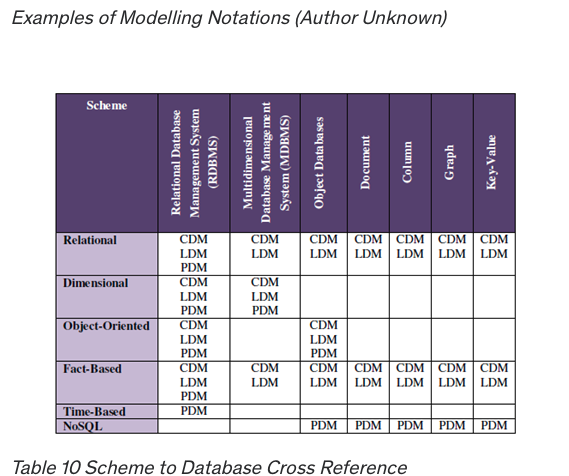 Examples of Modelling Notations (Author Unknown)
Scheme
Relational Database
Management System
(RDBMS)
Multidimensional
Database Management
System (MDBMS)
Object Databases
Document
Column
Graph
Key-Value
Relational
CDM CDM CDM CDM CDM CDM CDM
LDM LDM LDM LDM LDM LDM LDM
PDM
Dimensional
CDM CDM
LDM LDM
PDM PDM
Object-Oriented
CDM CDM
LDM LDM
PDM PDM
Fact-Based
CDM CDM CDM CDM CDM CDM CDM
LDM LDM LDM LDM LDM LDM LDM
PDM
Time-Based PDM
NoSQL PDM PDM PDM PDM PDM
Table 10 Scheme to Database Cross Reference